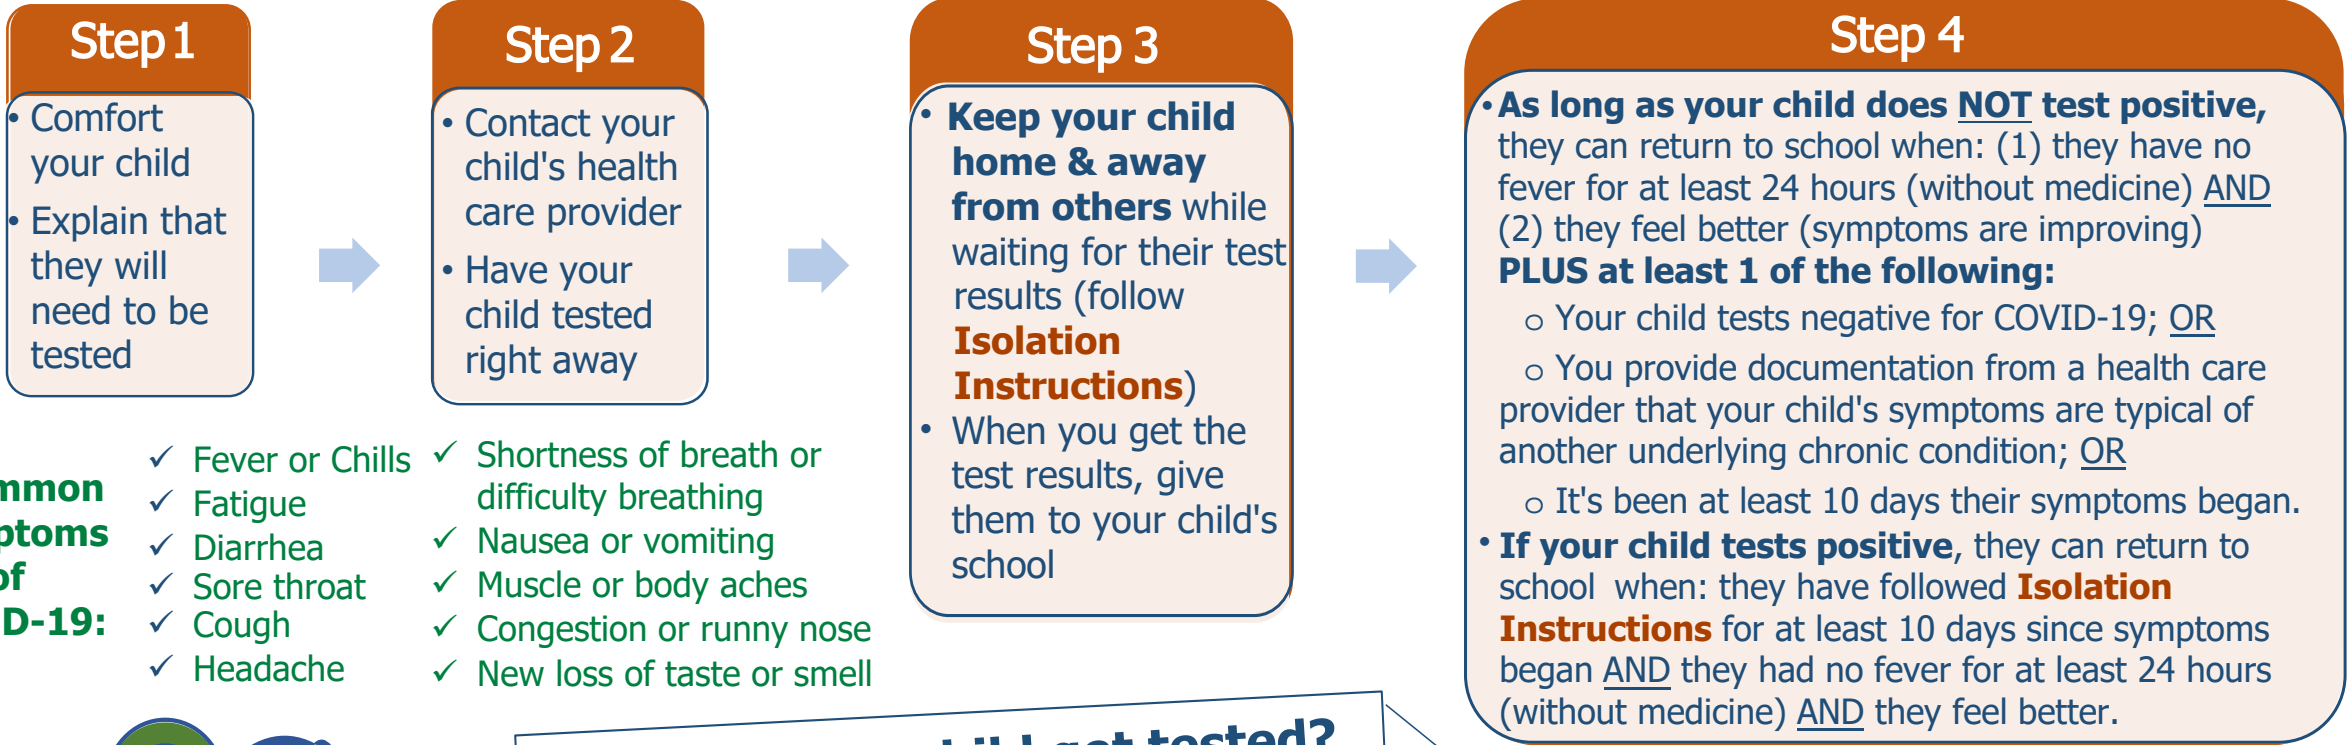 Step 1
• Comfort
your child
• Explain that
they will
need to be
tested
Step 2
• Contact your
child's health
care provider
• Have your
child tested
right away
Step 3
• Keep your child
home & away
from others while
waiting for their test
results (follow
Isolation
Instructions)
• When you get the
test results, give
them to your child's
school
Step 4
• As long as your child does NOT test positive,
they can return to school when: (1) they have no
fever for at least 24 hours (without medicine) AND
(2) they feel better (symptoms are improving)
PLUS at least 1 of the following:
o Your child tests negative for COVID-19; OR
o You provide documentation from a health care
provider that your child's symptoms are typical of
another underlying chronic condition; OR
o It's been at least 10 days their symptoms began.
• If your child tests positive, they can return to
school when: they have followed Isolation
Instructions for at least 10 days since symptoms
began AND they had no fever for at least 24 hours
(without medicine) AND they feel better.
mmon
ptoms
of
D-19:
✓ Fever or Chills
✓ Fatigue
✓ Diarrhea
✓ Sore throat
✓ Cough
✓ Headache
✓ Shortness of breath or
difficulty breathing
✓ Nausea or vomiting
✓ Muscle or body aches
✓ Congestion or runny nose
✓ New loss of taste or smell
get tested?